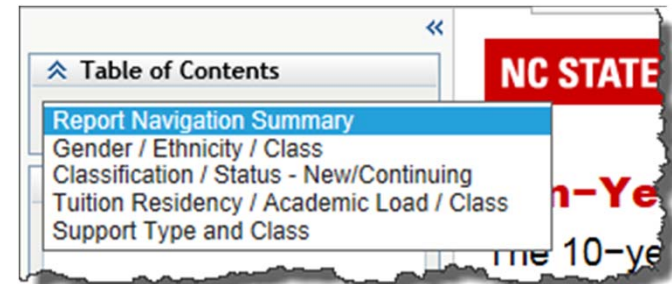 «
Table of Contents
NC STATE
Report Navigation Summary
Gender / Ethnicity / Class
Classification / Status - New/Continuing
Tuition Residency / Academic Load / Class
Support Type and Class
n-Ye
The 10-ye